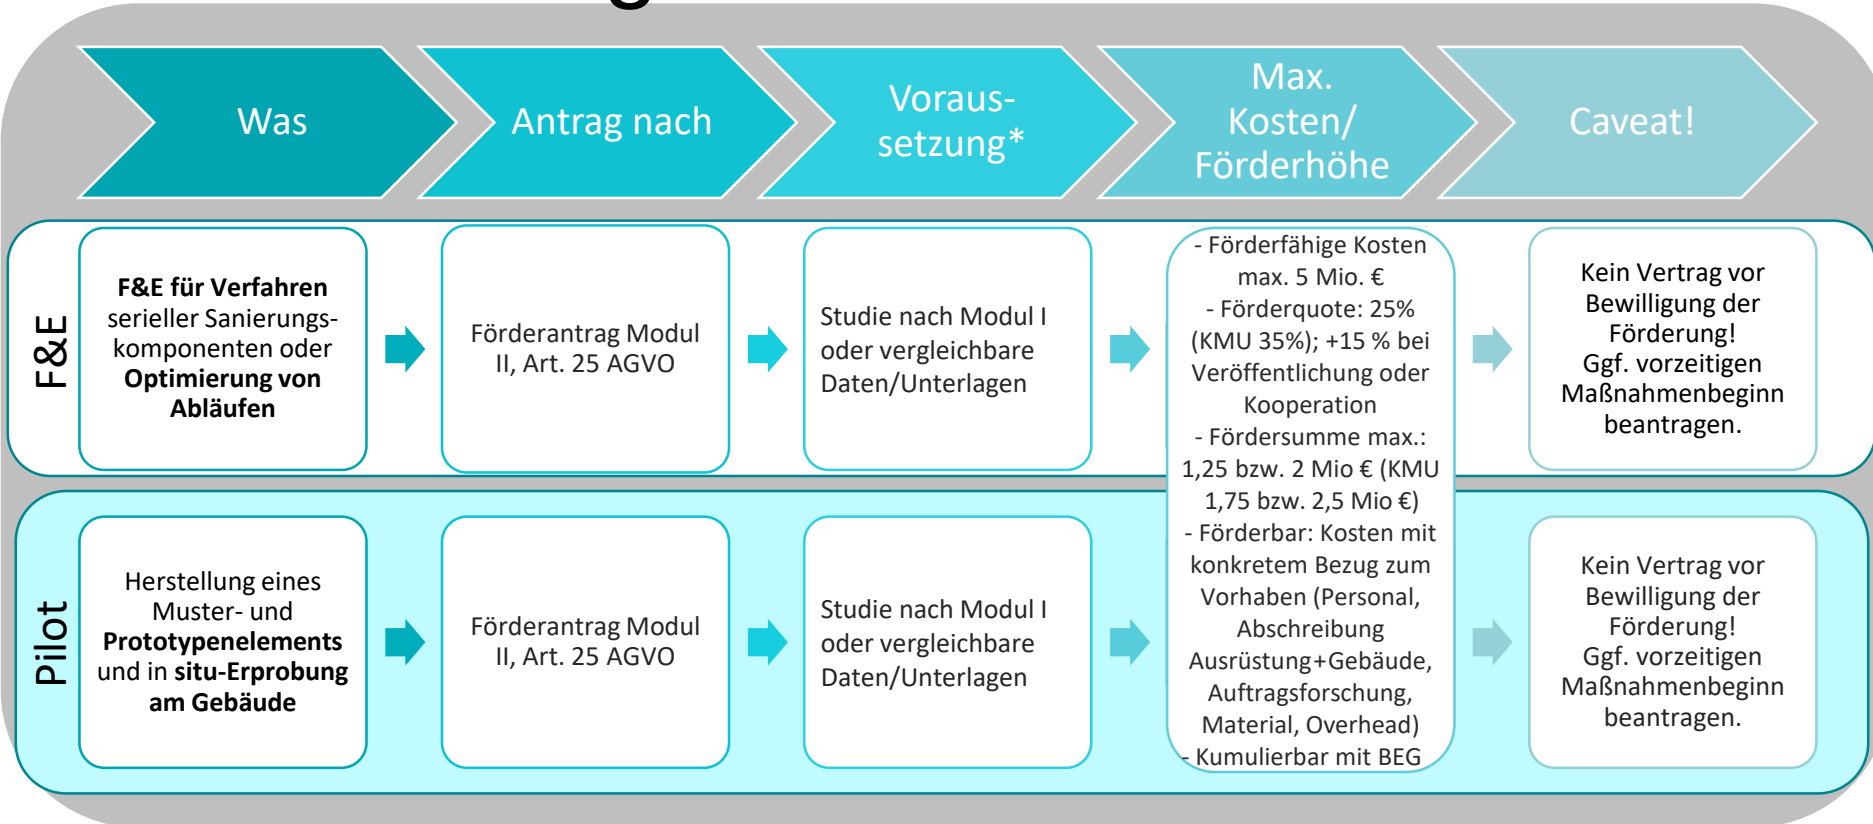 Was
Antrag nach
Voraus-
setzung*
Max.
Kosten/
Förderhöhe
Caveat!
F&E
F&E für Verfahren
serieller Sanierungs-
komponenten oder
Optimierung von
Abläufen
Förderantrag Modul
II, Art. 25 AGVO
Studie nach Modul I
oder vergleichbare
Daten/Unterlagen
- Förderfähige Kosten
max. 5 Mio. €
- Förderquote: 25%
(KMU 35%); +15 % bei
Veröffentlichung oder
Kooperation
- Fördersumme max.:
1,25 bzw. 2 Mio € (KMU
1,75 bzw. 2,5 Mio €)
- Förderbar: Kosten mit
konkretem Bezug zum
Vorhaben (Personal,
Abschreibung
Ausrüstung+Gebäude,
Auftragsforschung,
Material, Overhead)
- Kumulierbar mit BEG
Kein Vertrag vor
Bewilligung der
Förderung!
Ggf. vorzeitigen
Maßnahmenbeginn
beantragen.
Pilot
Herstellung eines
Muster- und
Prototypenelements
und in situ-Erprobung
am Gebäude
Förderantrag Modul
II, Art. 25 AGVO
Studie nach Modul I
oder vergleichbare
Daten/Unterlagen
Kein Vertrag vor
Bewilligung der
Förderung!
Ggf. vorzeitigen
Maßnahmenbeginn
beantragen.